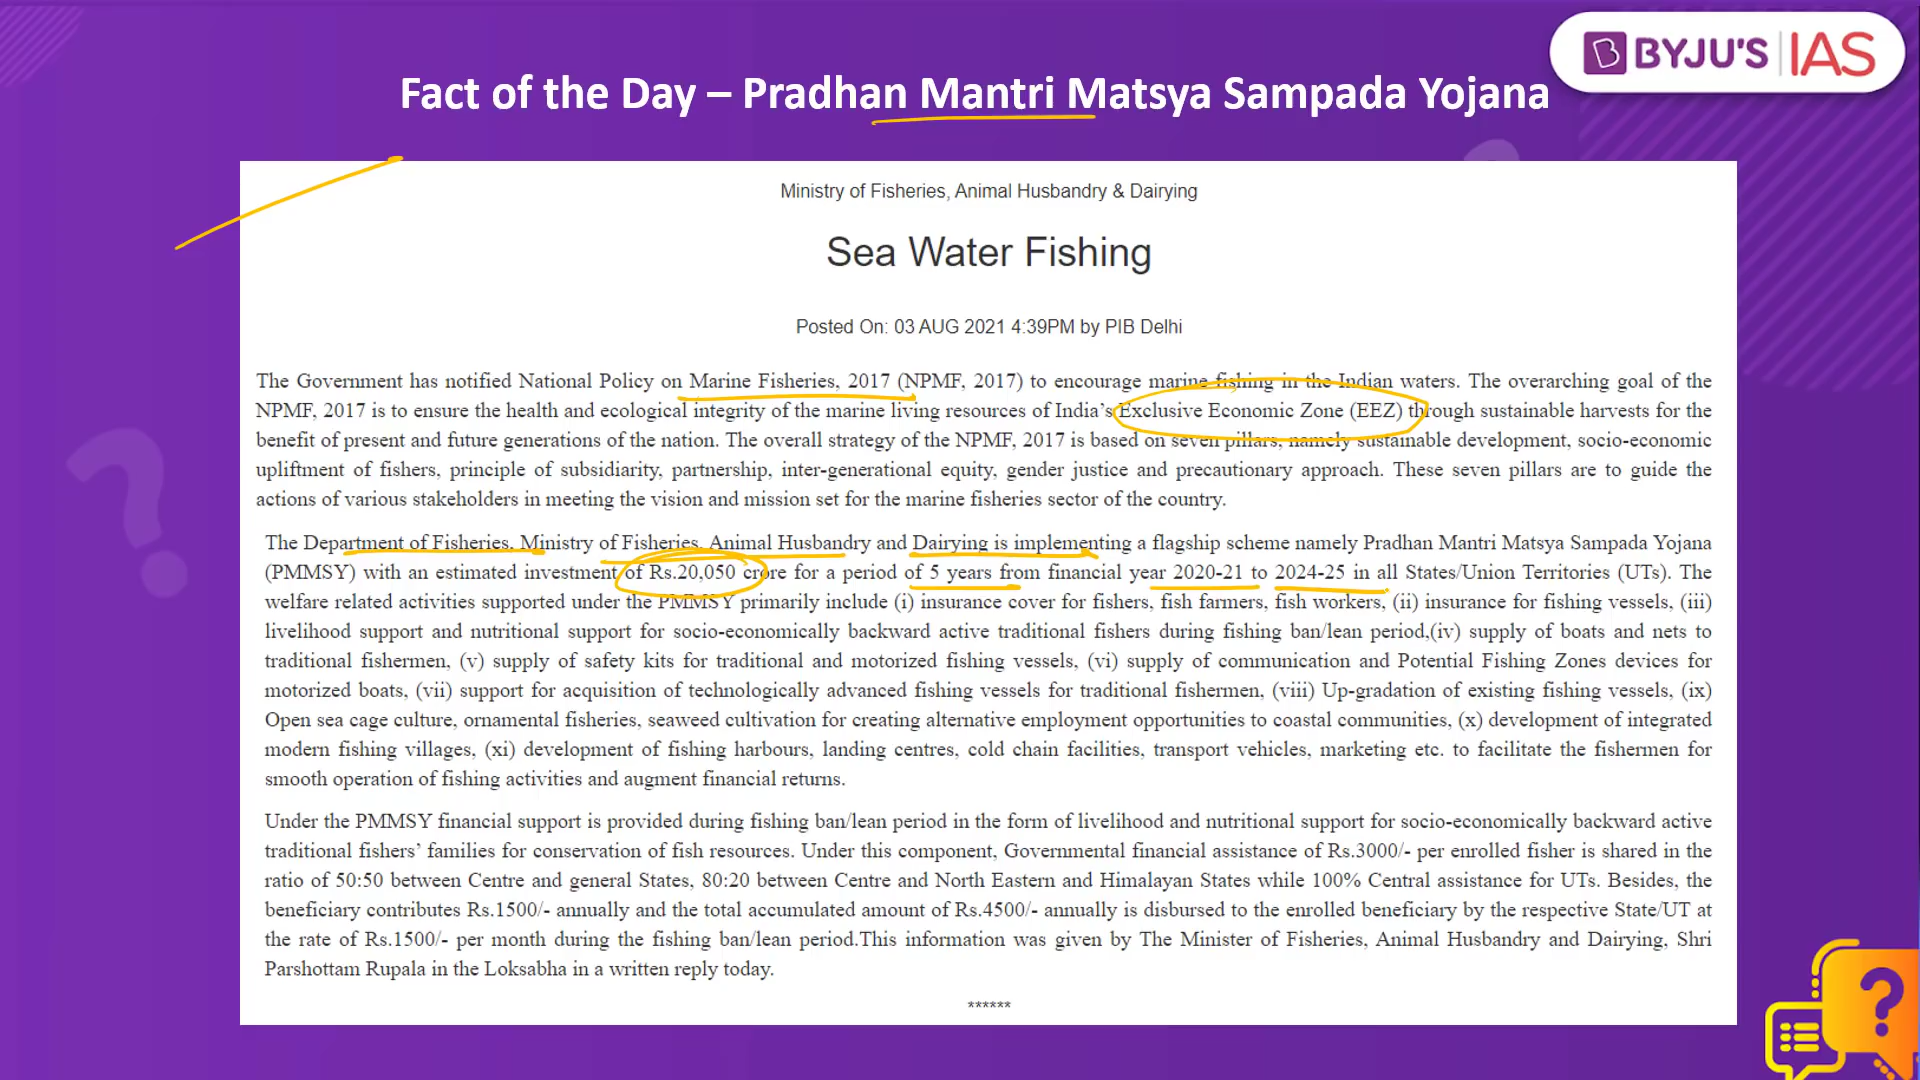 BYJU'S IAS
Fact of the Day – Pradhan Mantri Matsya Sampada Yojana
Ministry of Fisheries, Animal Husbandry & Dairying
Sea Water Fishing
Posted On: 03 AUG 2021 4:39PM by PIB Delhi
The Government has notified National Policy on Marine Fisheries, 2017 (NPMF, 2017) to encourage marine fishing in the Indian waters. The overarching goal of the
NPMF, 2017 is to ensure the health and ecological integrity of the marine living resources of India's Exclusive Economic Zone (EEZ) through sustainable harvests for the
benefit of present and future generations of the nation. The overall strategy of the NPMF, 2017 is based on seven pillars, namely sustainable development, socio-economic
upliftment of fishers, principle of subsidiarity, partnership, inter-generational equity, gender justice and precautionary approach. These seven pillars are to guide the
actions of various stakeholders in meeting the vision and mission set for the marine fisheries sector of the country.
The Department of Fisheries, Ministry of Fisheries, Animal Husbandry and Dairying is implementing a flagship scheme namely Pradhan Mantri Matsya Sampada Yojana
(PMMSY) with an estimated investment of Rs.20,050 crore for a period of 5 years from financial year 2020-21 to 2024-25 in all States/Union Territories (UTs). The
welfare related activities supported under the PMMSY primarily include (i) insurance cover for fishers, fish farmers, fish workers, (ii) insurance for fishing vessels, (iii)
livelihood support and nutritional support for socio-economically backward active traditional fishers during fishing ban/lean period,(iv) supply of boats and nets to
traditional fishermen, (v) supply of safety kits for traditional and motorized fishing vessels, (vi) supply of communication and Potential Fishing Zones devices for
motorized boats, (vii) support for acquisition of technologically advanced fishing vessels for traditional fishermen, (viii) Up-gradation of existing fishing vessels, (ix)
Open sea cage culture, ornamental fisheries, seaweed cultivation for creating alternative employment opportunities to coastal communities, (x) development of integrated
modern fishing villages, (xi) development of fishing harbours, landing centres, cold chain facilities, transport vehicles, marketing etc. to facilitate the fishermen for
smooth operation of fishing activities and augment financial returns.
Under the PMMSY financial support is provided during fishing ban/lean period in the form of livelihood and nutritional support for socio-economically backward active
traditional fishers' families for conservation of fish resources. Under this component, Governmental financial assistance of Rs.3000/- per enrolled fisher is shared in the
ratio of 50:50 between Centre and general States, 80:20 between Centre and North Eastern and Himalayan States while 100% Central assistance for UTs. Besides, the
beneficiary contributes Rs.1500/- annually and the total accumulated amount of Rs.4500/- annually is disbursed to the enrolled beneficiary by the respective State/UT at
the rate of Rs.1500/- per month during the fishing ban/lean period.This information was given by The Minister of Fisheries, Animal Husbandry and Dairying, Shri
Parshottam Rupala in the Loksabha in a written reply today.
******